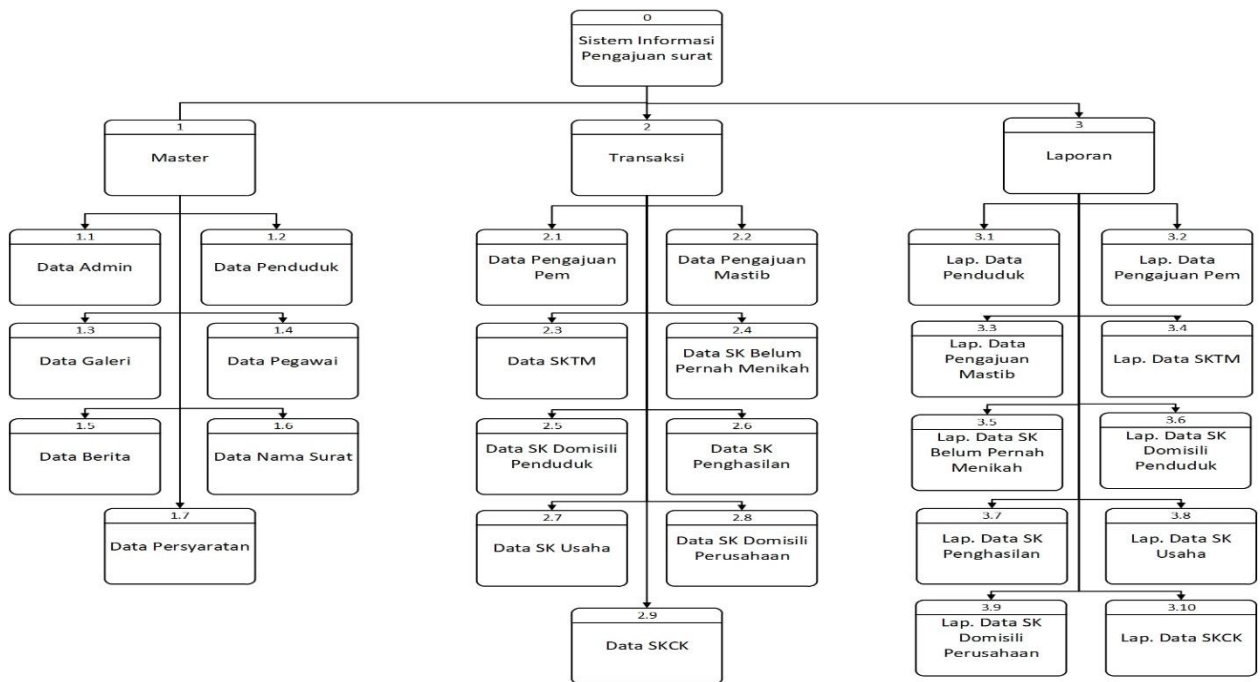 0
Sistem Informasi
Pengajuan surat
1
Master
2
Transaksi
3
Laporan
1.1
Data Admin
1.2
Data Penduduk
1.3
Data Galeri
1.4
Data Pegawai
1.5
Data Berita
1.6
Data Nama Surat
1.7
Data Persyaratan
2.1
Data Pengajuan
Pem
2.2
Data Pengajuan
Mastib
2.3
Data SKTM
2.4
Data SK Belum
Pernah Menikah
2.5
Data SK Domisili
Penduduk
2.6
Data SK
Penghasilan
2.7
Data SK Usaha
2.8
Data SK Domisili
Perusahaan
2.9
Data SKCK
3.1
Lap. Data
Penduduk
3.2
Lap. Data
Pengajuan Pem
3.3
Lap. Data
Pengajuan
Mastib
3.4
Lap. Data SKTM
3.5
Lap. Data SK
Belum Pernah
Menikah
3.6
Lap. Data SK
Domisili
Penduduk
3.7
Lap. Data SK
Penghasilan
3.8
Lap. Data SK
Usaha
3.9
Lap. Data SK
Domisili
Perusahaan
3.10
Lap. Data SKCK